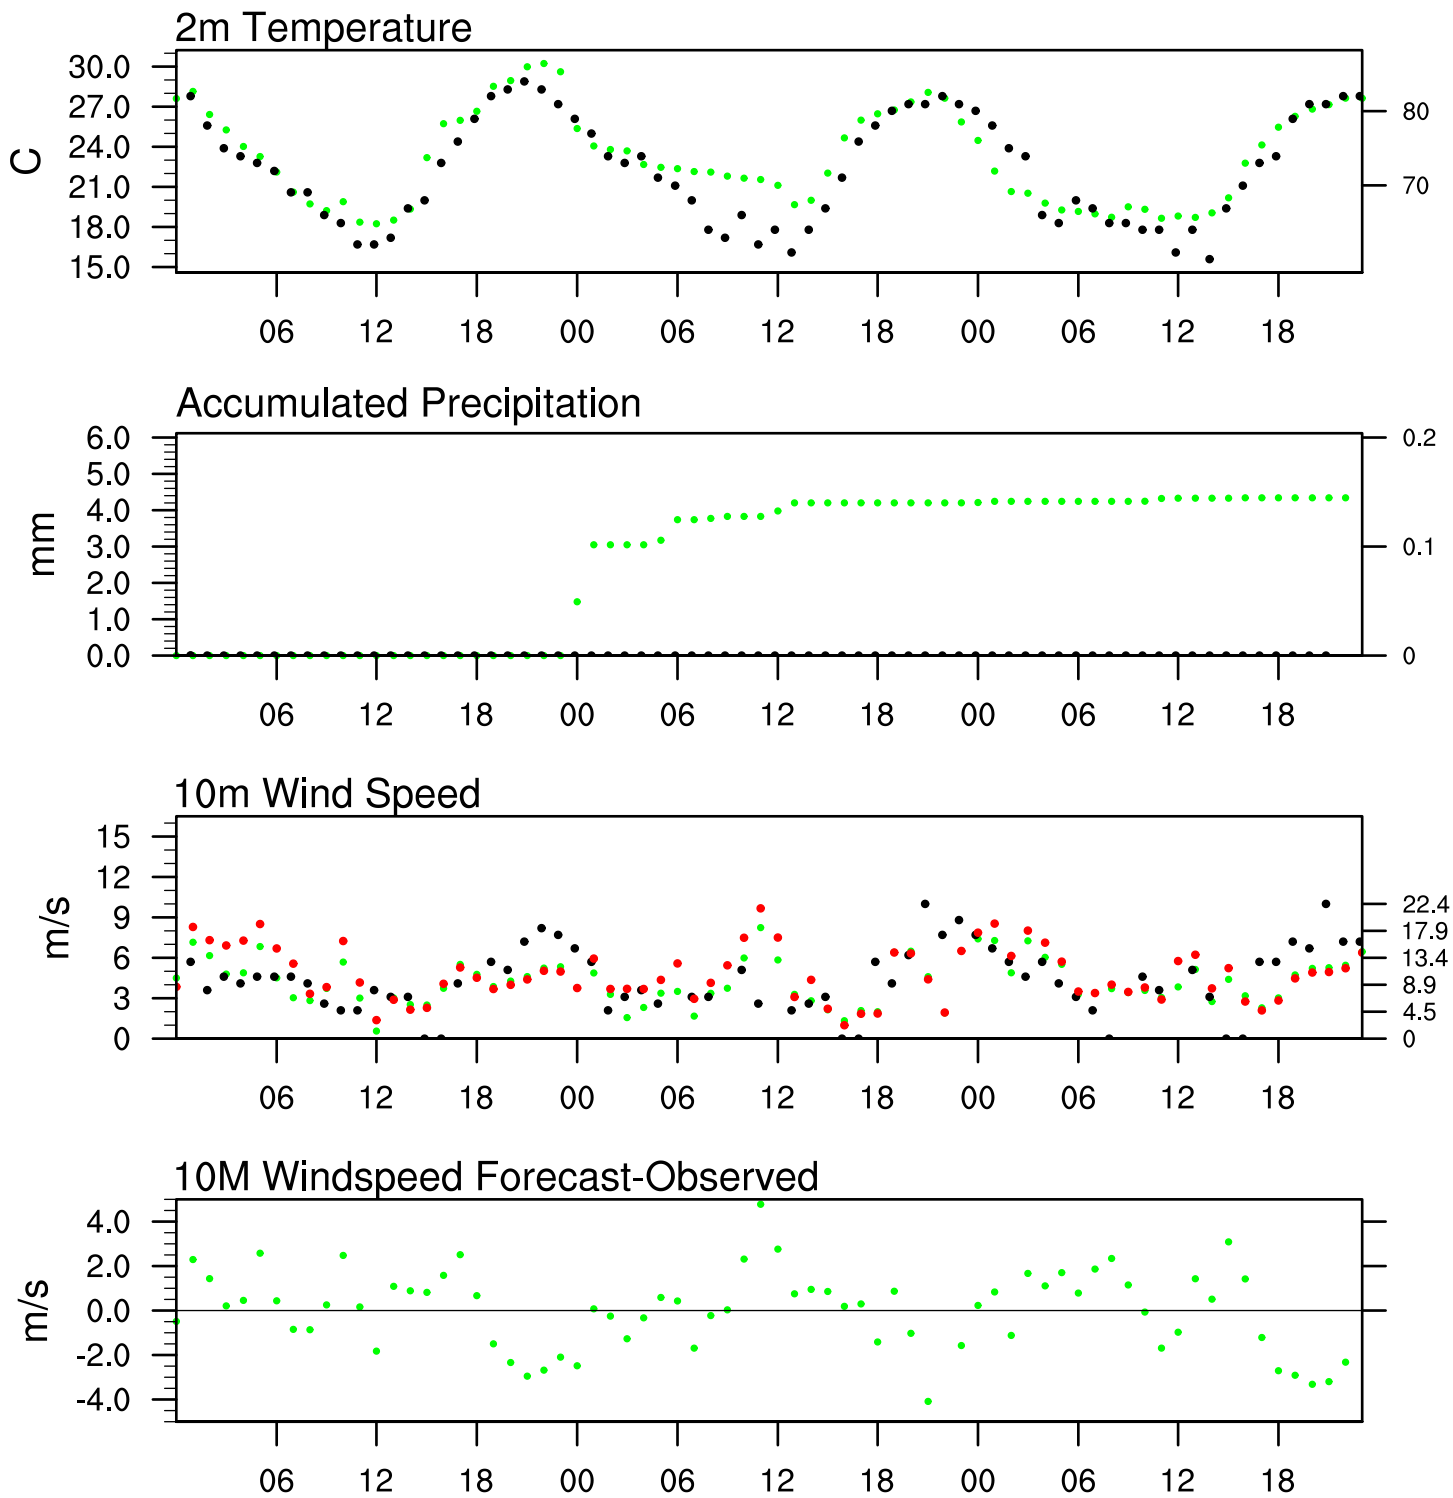 2m Temperature
30.0
27.0
24.0
21.0
18.0
15.0
C
80
70
06 12 18 00 06 12 18 00 06 12 18
Accumulated Precipitation
6.0
5.0
4.0
3.0
2.0
1.0
0.0
mm
0.2
0.1
0
06 12 18 00 06 12 18 00 06 12 18
10m Wind Speed
15
12
9
6
3
0
m/s
22.4
17.9
13.4
8.9
4.5
0
06 12 18 00 06 12 18 00 06 12 18
10M Windspeed Forecast-Observed
4.0
2.0
0.0
-2.0
-4.0
m/s
06 12 18 00 06 12 18 00 06 12 18